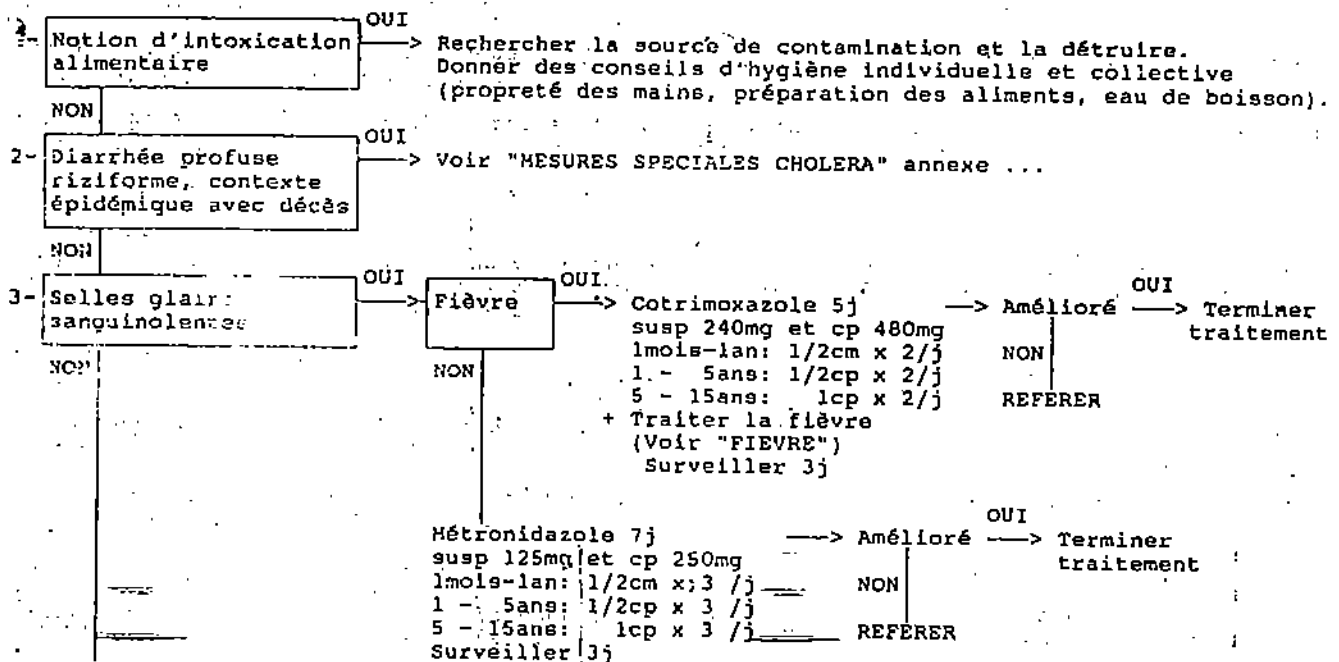 OUI
Notion d'intoxication ——> Rechercher la source de contamination et la détruire.
alimentaire Donner des conseils d'hygiène individuelle et collective
(propreté des mains, préparation des aliments, eau de boisson).
NON
OUI
2- Diarrhée profuse ——> Voir "MESURES SPECIALES CHOLERA" annexe ...
riziforme, contexte
épidémique avec décès
NON
OUI OUI OUI
3- Selles glair Fièvre ——> Cotrimoxazole 5j ——> Amélioré ——> Terminer
sanguinolentes susp 240mg et cp 480mg traitement
1mois-1an: 1/2cm x 2/j NON
NON NON 1.- 5ans: 1/2cp x 2/j
5 - 15ans: 1cp x 2/j REFERER
+ Traiter la fièvre
(Voir "FIEVRE")
Surveiller 3j
OUI
Métronidazole 7j ——> Amélioré ——> Terminer
susp 125mg et cp 250mg traitement
1mois-1an: 1/2cm x 3 /j NON
1 - 5ans: 1/2cp x 3 /j
5 - 15ans: 1cp x 3 /j REFERER
Surveiller 3j